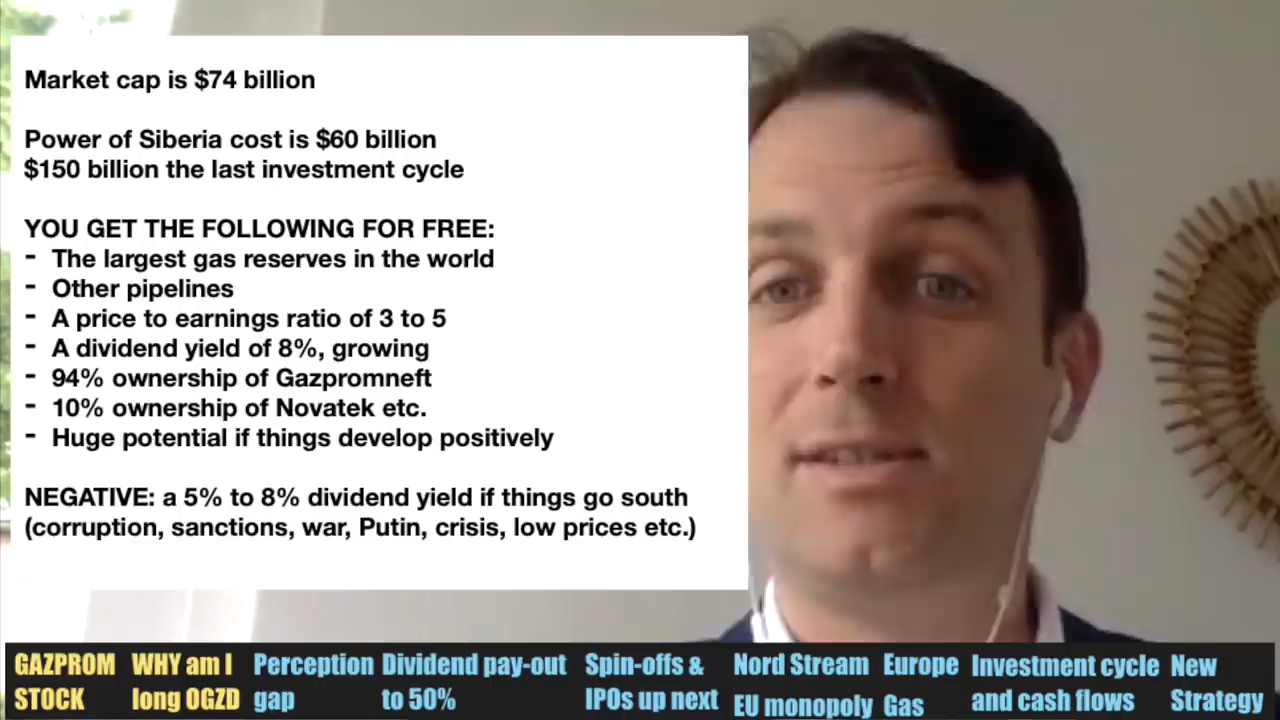 Market cap is $74 billion
Power of Siberia cost is $60 billion
$150 billion the last investment cycle
YOU GET THE FOLLOWING FOR FREE:
- The largest gas reserves in the world
- Other pipelines
- A price to earnings ratio of 3 to 5
- A dividend yield of 8%, growing
- 94% ownership of Gazpromneft
- 10% ownership of Novatek etc.
- Huge potential if things develop positively
NEGATIVE: a 5% to 8% dividend yield if things go south
(corruption, sanctions, war, Putin, crisis, low prices etc.)
GAZPROM
STOCK
WHY am I
long OGZD
Perception
gap
Dividend pay-out
to 50%
Spin-offs &
IPOs up next
Nord Stream
EU monopoly
Europe
Gas
Investment cycle
and cash flows
New
Strategy